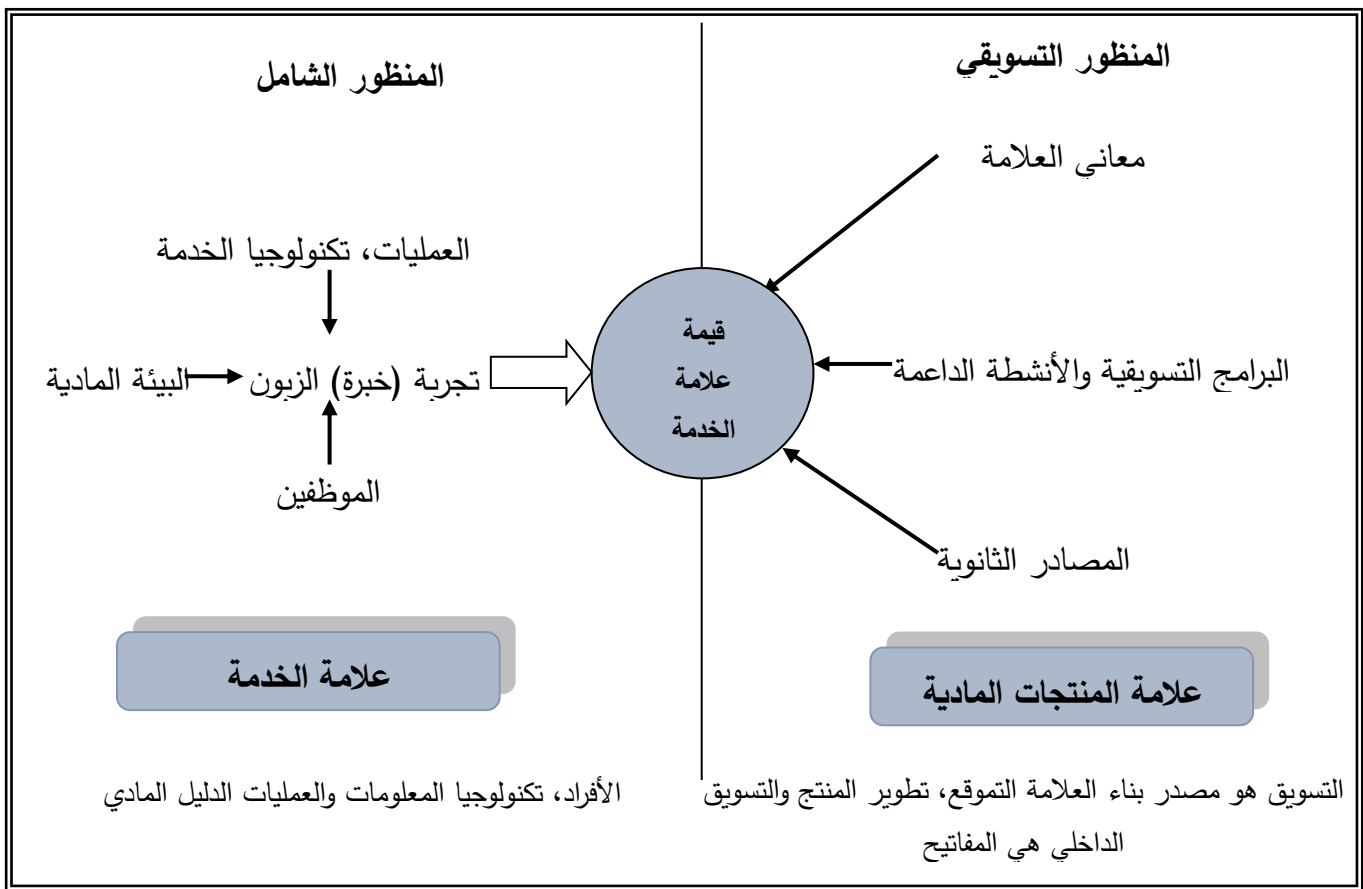 المنظور التسويقي
المنظور الشامل
معاني العلامة
العمليات، تكنولوجيا الخدمة
قيمة
علامة
الخدمة
البرامج التسويقية والأنشطة الداعمة
تجربة (خبرة) الزبون
البيئة المادية
الموظفين
المصادر الثانوية
علامة المنتجات المادية
علامة الخدمة
التسويق هو مصدر بناء العلامة التموقع، تطوير المنتج والتسويق
الداخلي هي المفاتيح
الأفراد، تكنولوجيا المعلومات والعمليات الدليل المادي